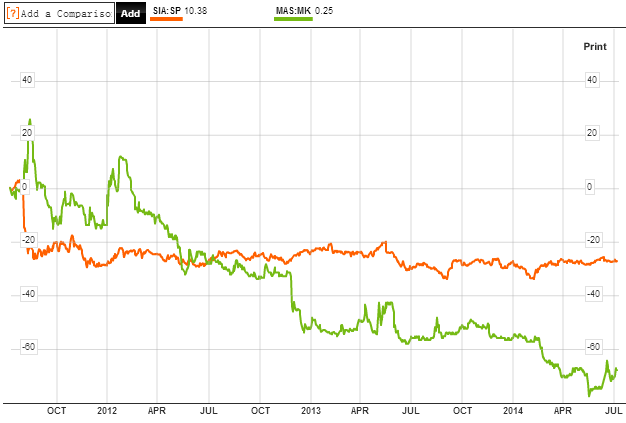 [?]Add a Compariso Add SIA:SP 10.38 MAS:MK 0.25
Print
40 40
20 20
0 0
-20 -20
-40 -40
-60 -60
OCT 2012 APR JUL OCT 2013 APR JUL OCT 2014 APR JUL